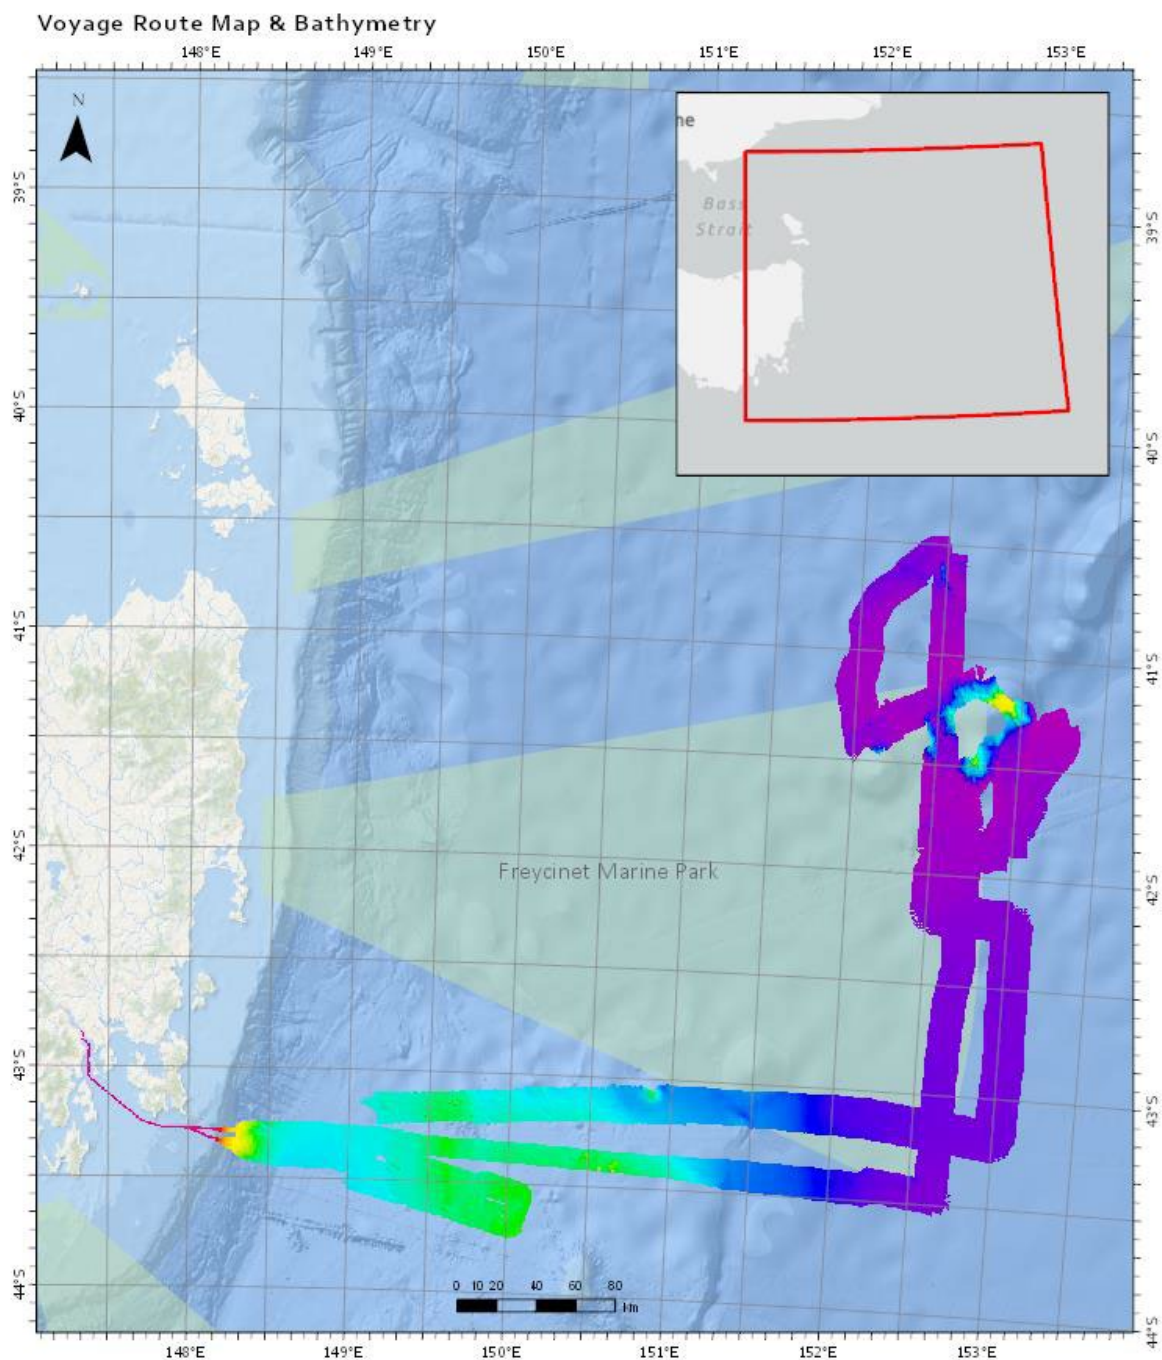 Voyage Route Map & Bathymetry
148°E 149°E 150°E 151°E 152°E 153°E
N
ne
Bass
Strait
39°S 39°S
40°S 40°S
41°S 41°S
42°S 42°S
Freycinet Marine Park
43°S 43°S
44°S 44°S
0 10 20 40 60 80
km
148°E 149°E 150°E 151°E 152°E 153°E